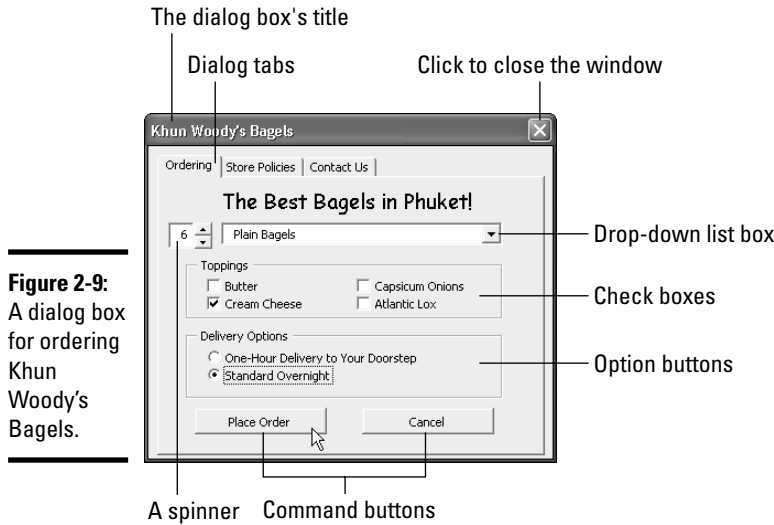 The dialog box's title
Dialog tabs
Click to close the window
Khun Woody's Bagels
Ordering
Store Policies
Contact Us
The Best Bagels in Phuket!
6
Plain Bagels
Drop-down list box
Toppings
Butter
Capsicum Onions
Cream Cheese
Atlantic Lox
Check boxes
Delivery Options
One-Hour Delivery to Your Doorstep
Standard Overnight
Option buttons
Place Order
Cancel
A spinner
Command buttons
Figure 2-9:
A dialog box
for ordering
Khun
Woody's
Bagels.